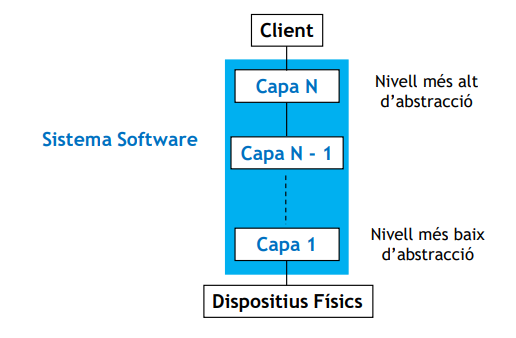 Client
Capa N
Nivell més alt
d'abstracció
Sistema Software
Capa N - 1
Capa 1
Nivell més baix
d'abstracció
Dispositius Físics